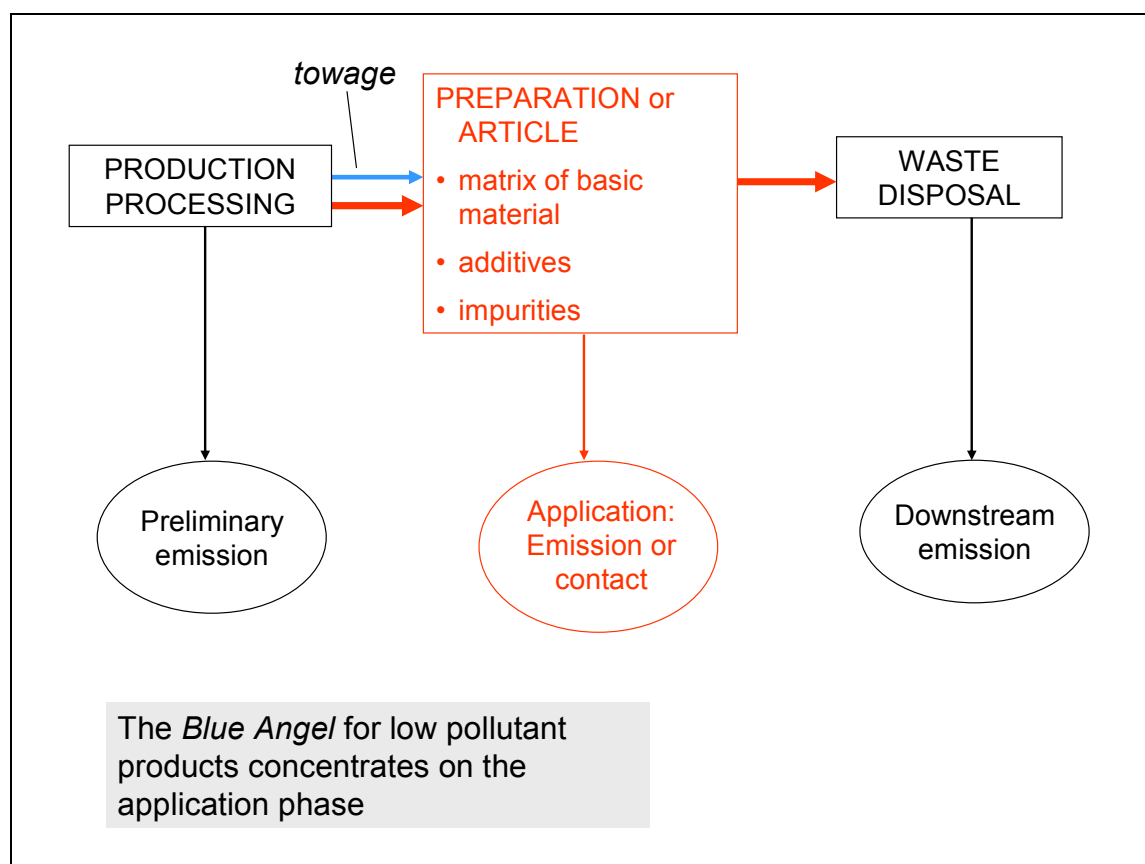 towage
PRODUCTION
PROCESSING
PREPARATION or
ARTICLE
• matrix of basic
material
• additives
• impurities
WASTE
DISPOSAL
Preliminary
emission
Application:
Emission or
contact
Downstream
emission
The Blue Angel for low pollutant
products concentrates on the
application phase